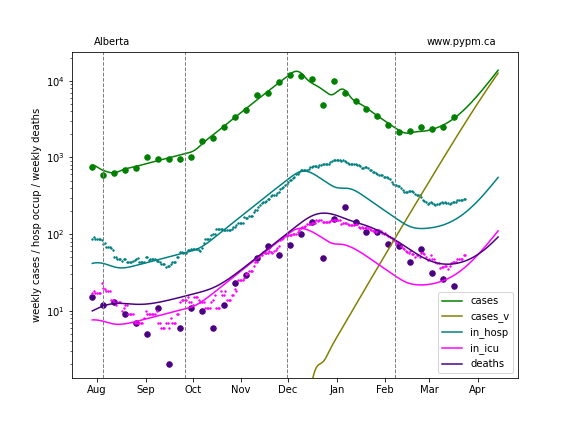 Alberta
www.pypm.ca
weekly cases / hosp occup / weekly deaths
10⁴
10³
10²
10¹
Aug Sep Oct Nov Dec Jan Feb Mar Apr
cases
cases_v
in_hosp
in_icu
deaths